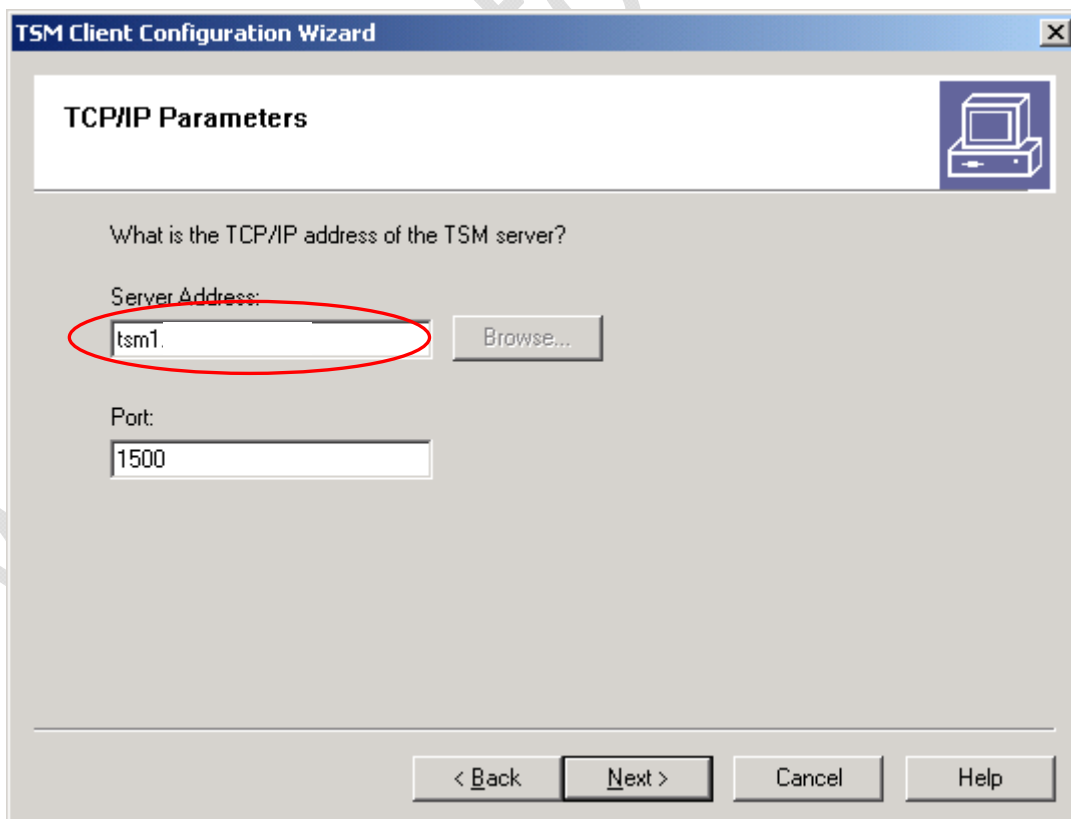 TSM Client Configuration Wizard
TCP/IP Parameters
What is the TCP/IP address of the TSM server?
Server Address:
tsm1.
Browse...
Port:
1500
< Back
Next >
Cancel
Help